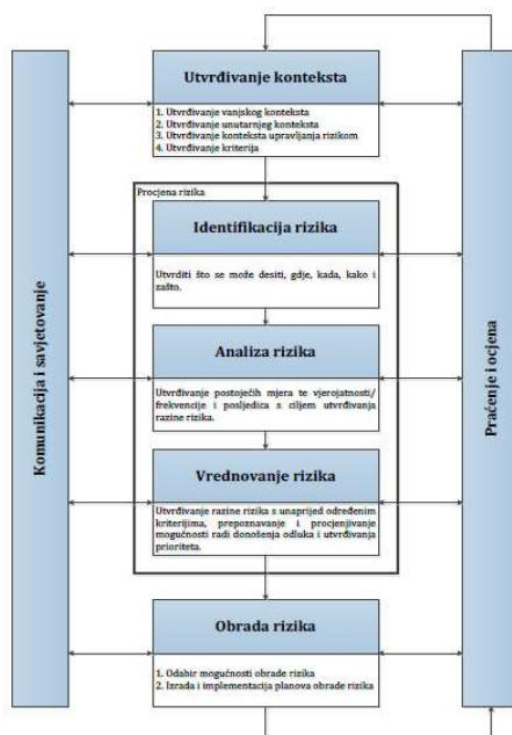 Utvrđivanje konteksta
1. Utvrđivanje vanjskog konteksta
2. Utvrđivanje unutarnjeg konteksta
3. Utvrđivanje konteksta upravljanja rizikom
4. Utvrđivanje kriterija
Procjena rizika
Identifikacija rizika
Utvrditi što se može desiti, gdje, kada, kako i
zašto.
Analiza rizika
Utvrđivanje postojećih mjera te vjerojatnosti/
frekvencije i posljedica s ciljem utvrđivanja
razine rizika.
Vrednovanje rizika
Utvrđivanje razine rizika s unaprijed određenim
kriterijima, prepoznavanje i procjenjivanje
mogućnosti radi donošenja odluka i utvrđivanja
prioriteta.
Obrada rizika
1. Odabir mogućnosti obrade rizika
2. Izrada i implementacija planova obrade rizika
Komunikacija i savjetovanje
Praćenje i ocjena